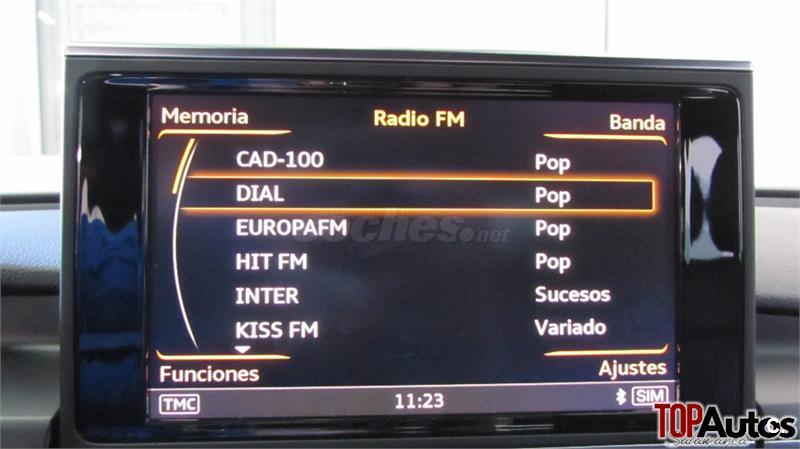 Memoria Radio FM Banda
CAD-100 Pop
DIAL Pop
EUROPAFM Pop
coches.net
HIT FM Pop
INTER Sucesos
KISS FM Variado
Funciones Ajustes
TMC 11:23 SIM
TOPAutos
Salamanca